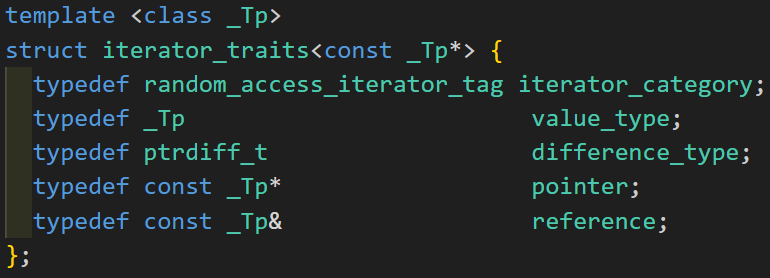 template <class _Tp>
struct iterator_traits<const _Tp*> {
  typedef random_access_iterator_tag iterator_category;
  typedef _Tp                         value_type;
  typedef ptrdiff_t                   difference_type;
  typedef const _Tp*                  pointer;
  typedef const _Tp&                  reference;
};